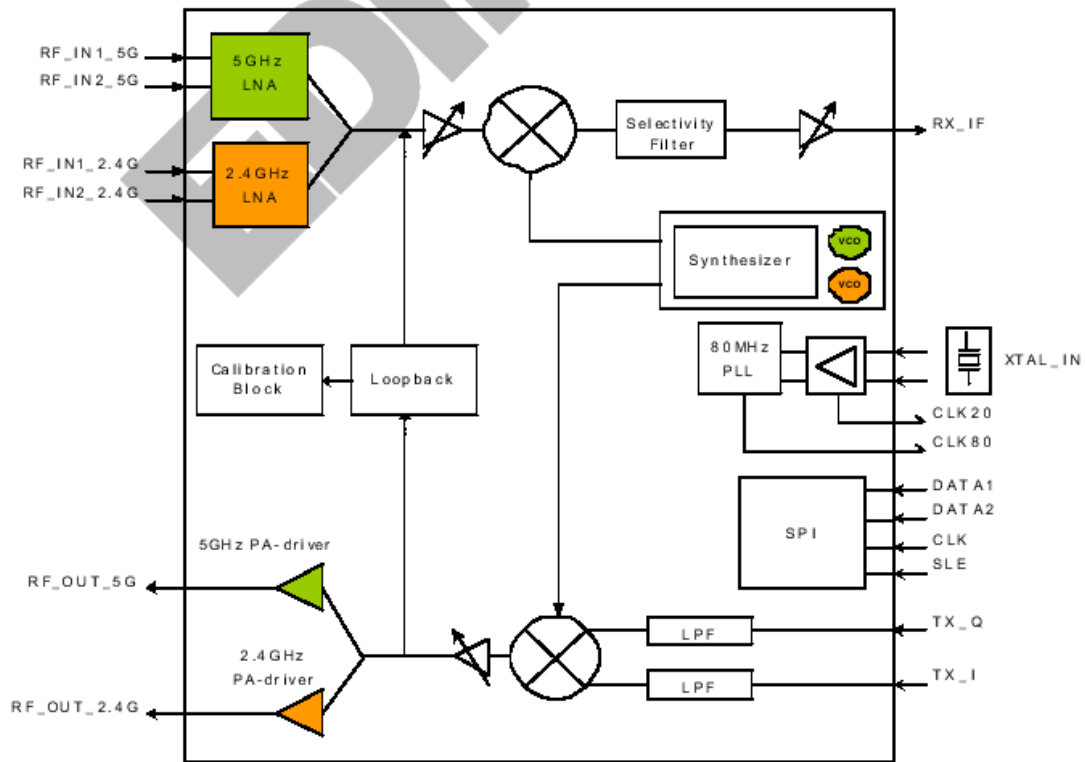 RF_IN1_5G
RF_IN2_5G
5GHz
LNA
RF_IN1_2.4G
RF_IN2_2.4G
2.4GHz
LNA
Selectivity
Filter
RX_IF
Synthesizer
VCO
VCO
80MHz
PLL
XTAL_IN
CLK20
CLK80
Calibration
Block
Loopback
SPI
DATA1
DATA2
CLK
SLE
5GHz PA-driver
RF_OUT_5G
2.4GHz
PA-driver
RF_OUT_2.4G
LPF
TX_Q
LPF
TX_I